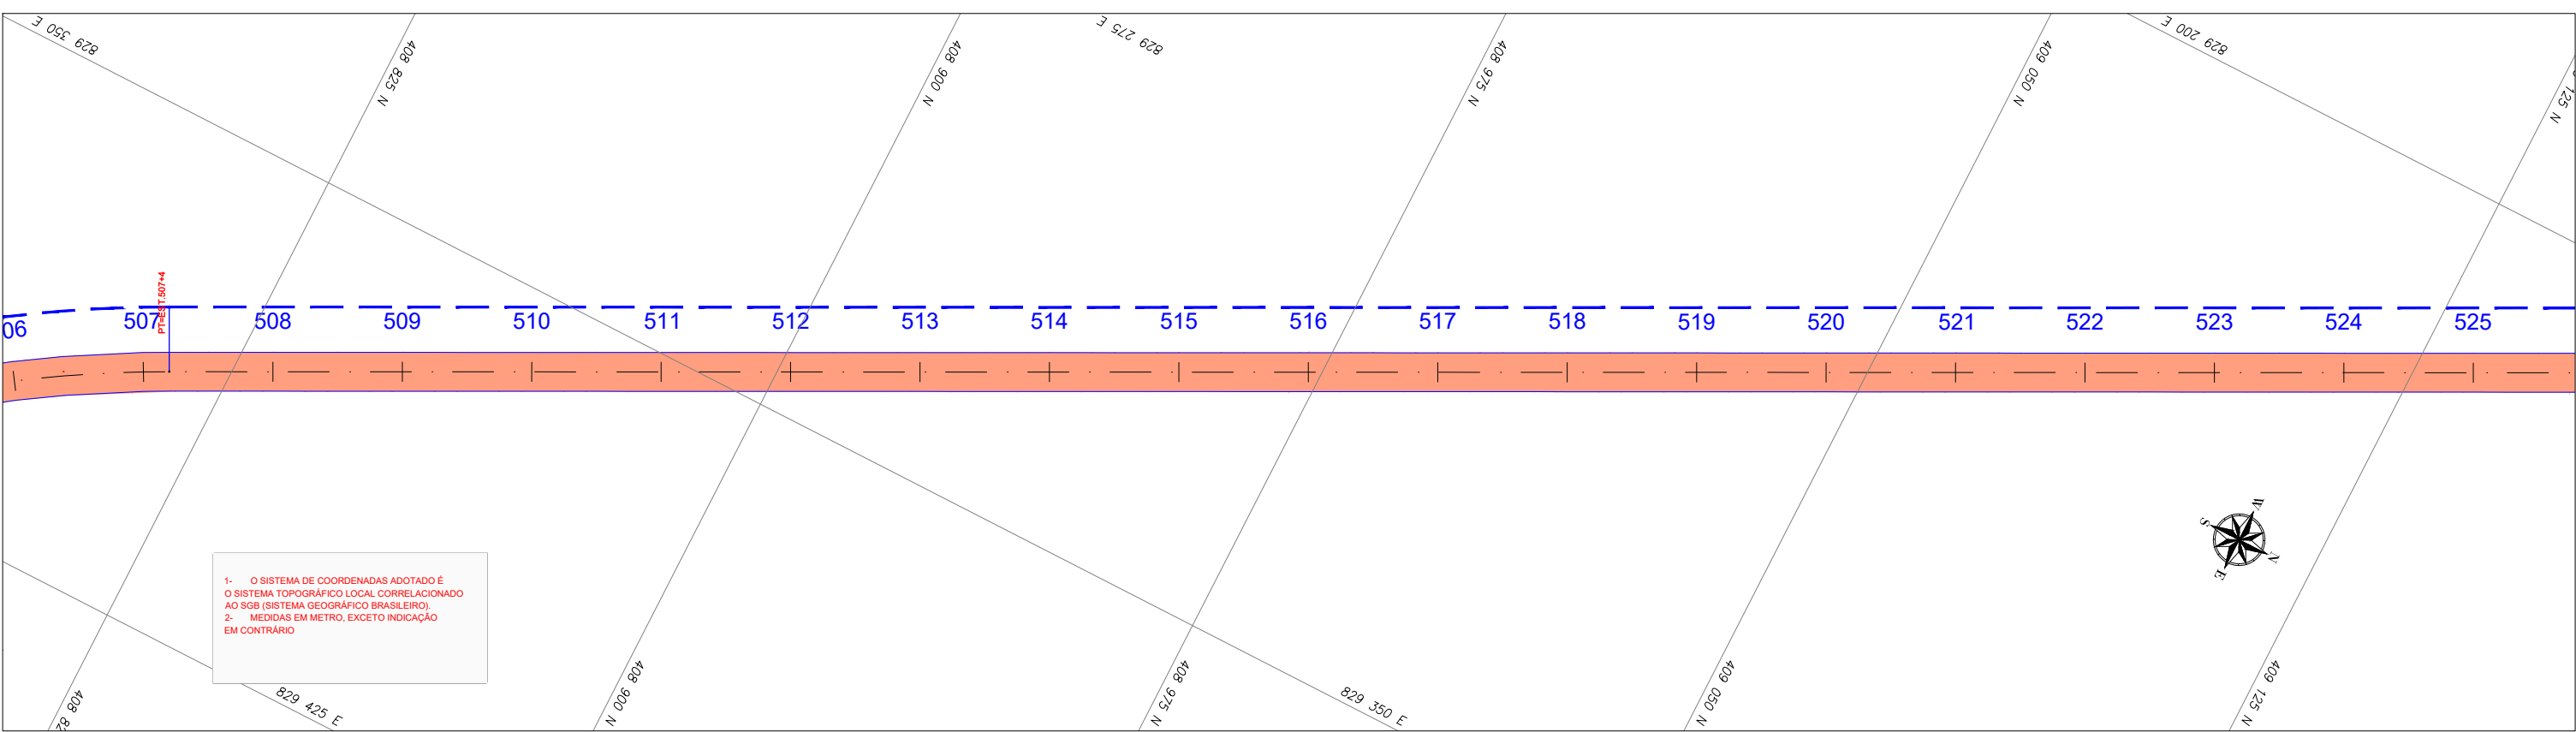 829 350 E
408 825 N
408 900 N
829 275 E
408 975 N
409 050 N
829 200 E
125 N
PT=EST.507+4
06
507
508
509
510
511
512
513
514
515
516
517
518
519
520
521
522
523
524
525
W
S
N
E
1- O SISTEMA DE COORDENADAS ADOTADO É
O SISTEMA TOPOGRÁFICO LOCAL CORRELACIONADO
AO SGB (SISTEMA GEOGRÁFICO BRASILEIRO).
2- MEDIDAS EM METRO, EXCETO INDICAÇÃO
EM CONTRÁRIO
408 82
829 425 E
408 900 N
408 975 N
829 350 E
409 050 N
409 125 N